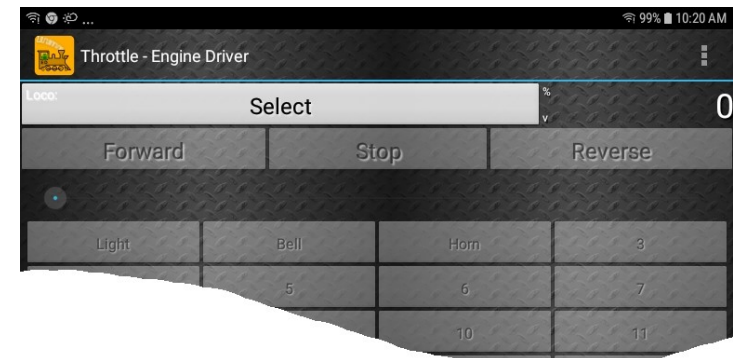 ... 99% 10:20 AM
Throttle - Engine Driver
Loco: Select % 0
v
Forward Stop Reverse
Light Bell Horn 3
5 6 7
10 11